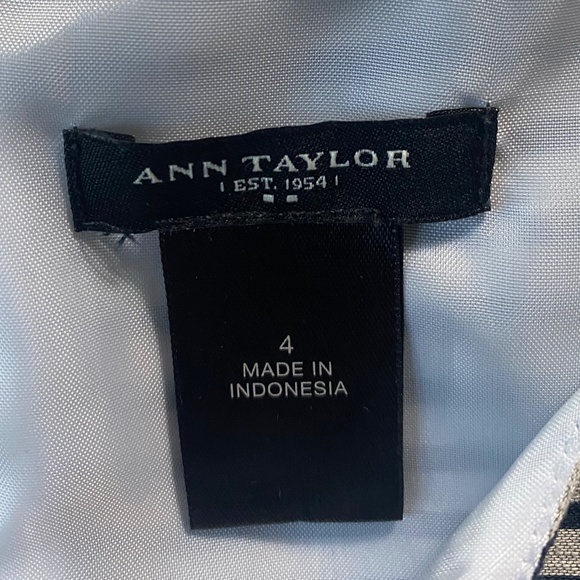 ANN TAYLOR
EST. 1954
4
MADE IN
INDONESIA